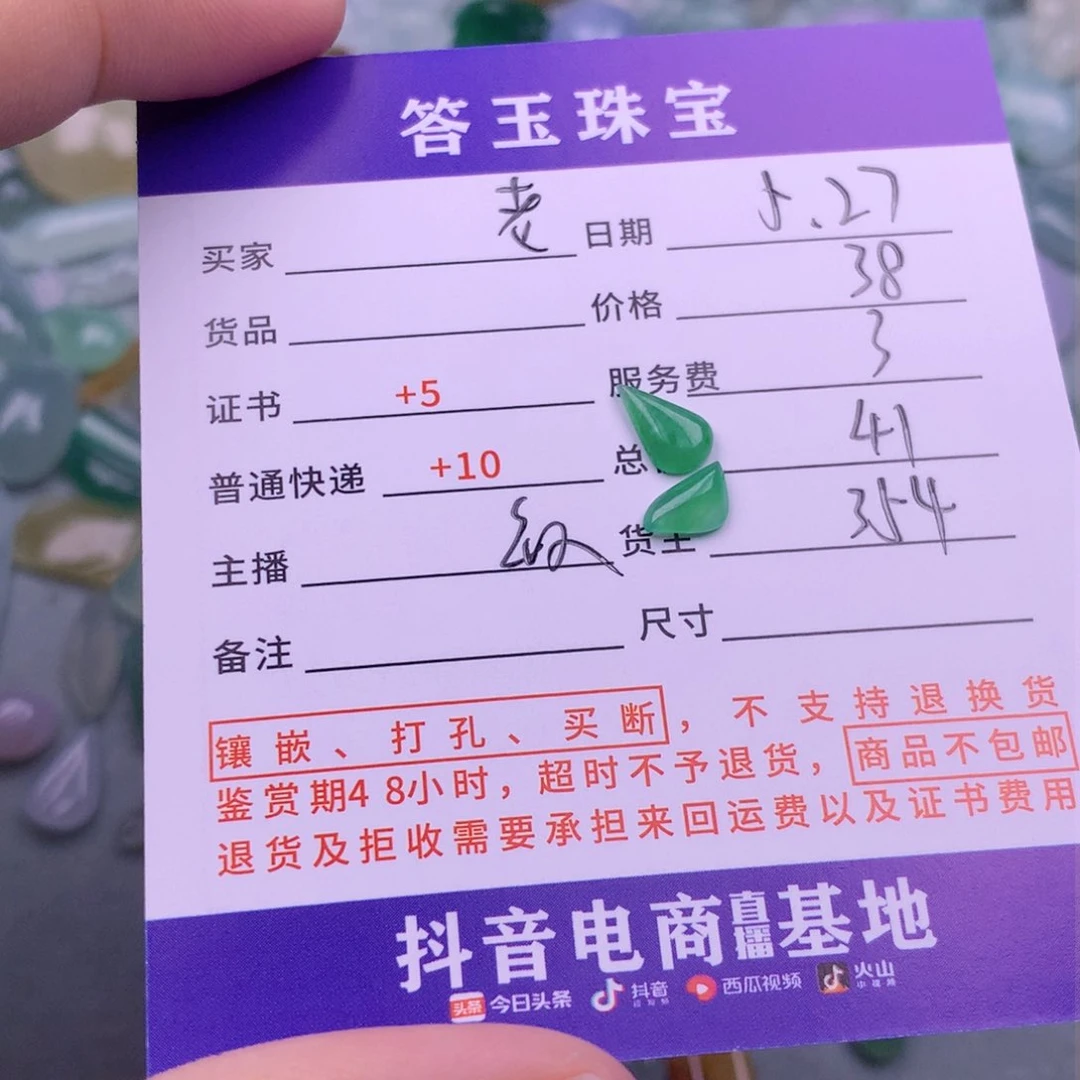 答玉珠宝
买家 老 日期 5.27
货品 价格 38
证书 +5 服务费 3
普通快递 +10 总 41
主播 货主 354
备注 尺寸
镶嵌、打孔、买断，不支持退换货
鉴赏期48小时，超时不予退货，商品不包邮
退货及拒收需要承担来回运费以及证书费用
抖音电商直播基地
头条 今日头条 抖音 西瓜视频 火山